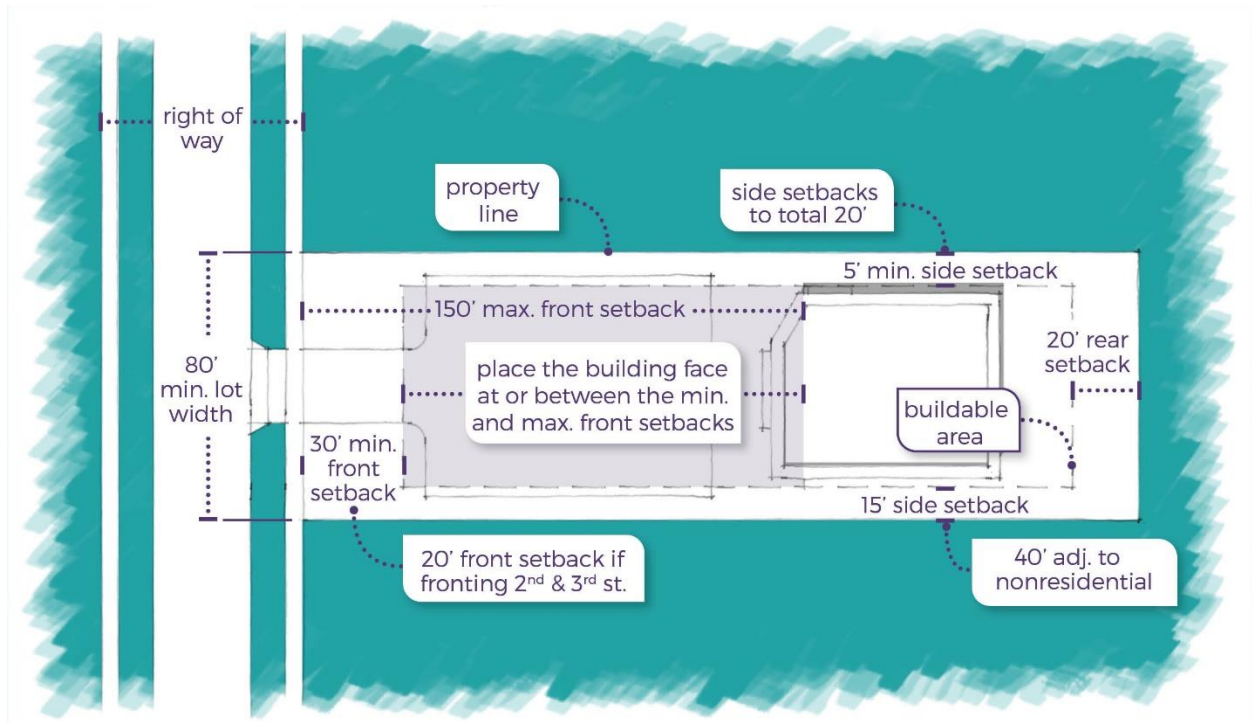 right of
way
property
line
side setbacks
to total 20’
5’ min. side setback
150’ max. front setback
80’
min. lot
width
place the building face
at or between the min.
and max. front setbacks
20’ rear
setback
buildable
area
30’ min.
front
setback
15’ side setback
20’ front setback if
fronting 2nd & 3rd st.
40’ adj. to
nonresidential